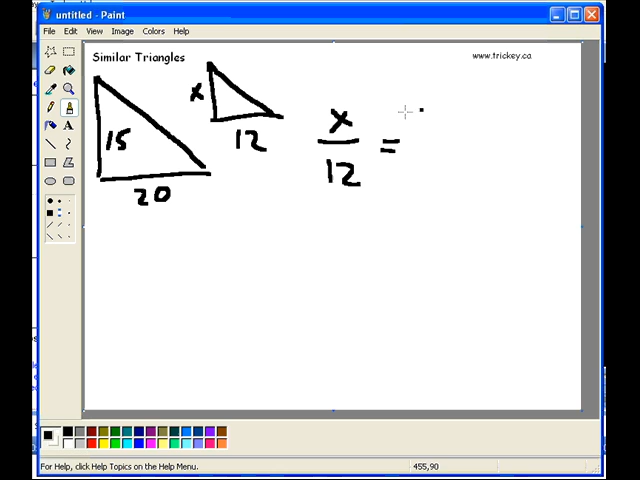 untitled - Paint
File Edit View Image Colors Help
Similar Triangles
www.trickey.ca
x
15
12
20
x
12
=
For Help, click Help Topics on the Help Menu.
455,90